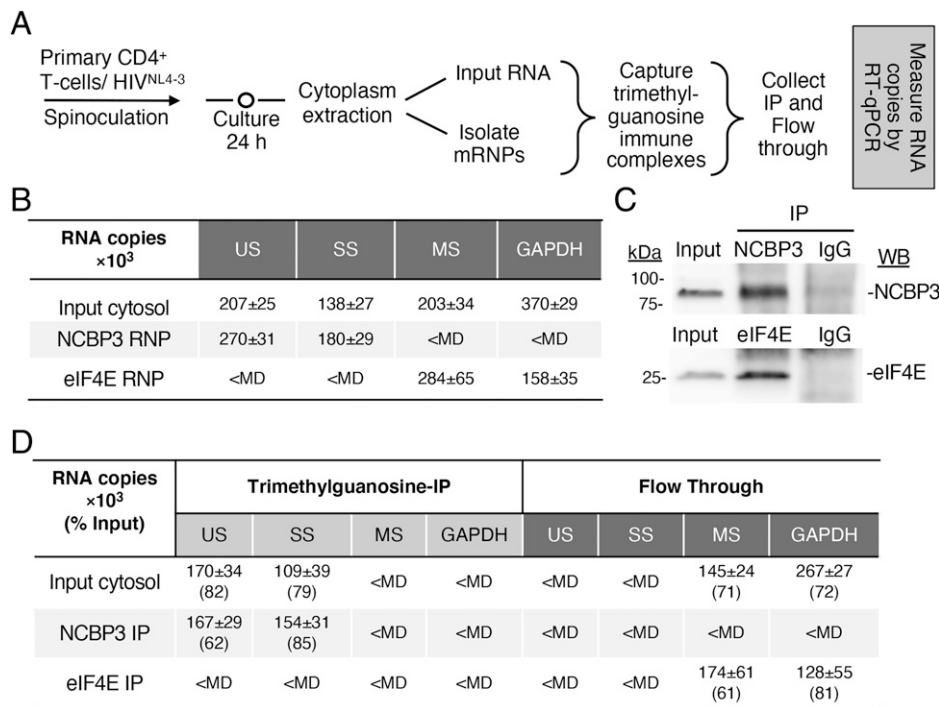 A
Primary CD4+
T-cells/ HIVNL4-3
Spinoculation
Culture
24 h
Cytoplasm
extraction
Input RNA
Isolate
mRNPs
Capture
trimethyl-
guanosine
immune
complexes
Collect
IP and
Flow
through
Measure RNA
copies by
RT-qPCR
B
RNA copies
×10³
US SS MS GAPDH
Input cytosol 207±25 138±27 203±34 370±29
NCBP3 RNP 270±31 180±29 <MD <MD
eIF4E RNP <MD <MD 284±65 158±35
C
IP
kDa Input NCBP3 IgG WB
100-
75-
-NCBP3
Input eIF4E IgG
25-
-eIF4E
D
RNA copies
×10³
(% Input)
Trimethylguanosine-IP Flow Through
US SS MS GAPDH US SS MS GAPDH
Input cytosol 170±34 109±39 <MD <MD <MD <MD 145±24 267±27
(82) (79) (71) (72)
NCBP3 IP 167±29 154±31 <MD <MD <MD <MD <MD <MD
(62) (85)
eIF4E IP <MD <MD <MD <MD <MD <MD 174±61 128±55
(61) (81)